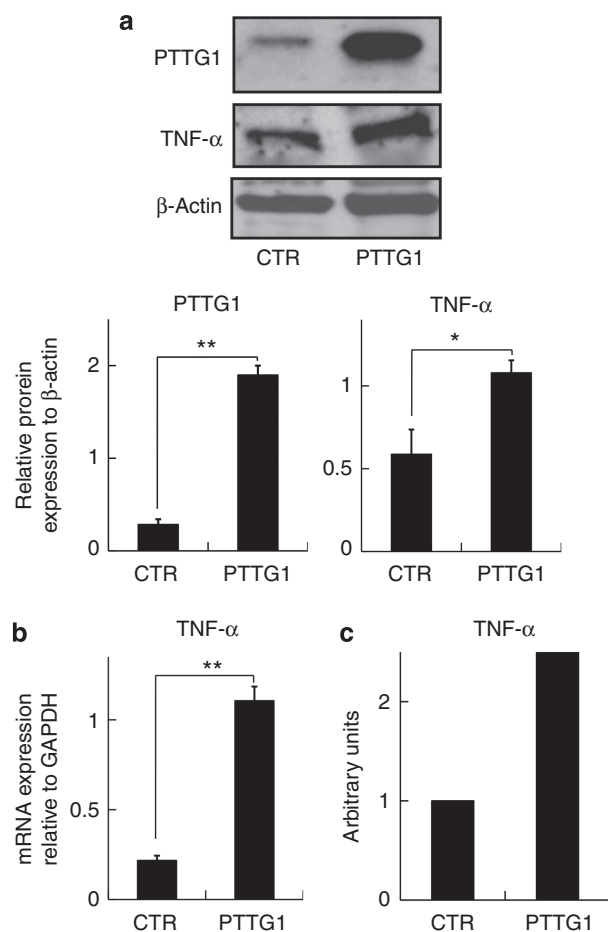 a
PTTG1
TNF-α
β-Actin
CTR PTTG1
PTTG1
Relative prorein
expression to β-actin
2
1
0
**
CTR PTTG1
TNF-α
1
0.5
0
*
CTR PTTG1
b
TNF-α
mRNA expression
relative to GAPDH
1
0.5
0
**
CTR PTTG1
c
TNF-α
Arbitrary units
2
1
0
CTR PTTG1